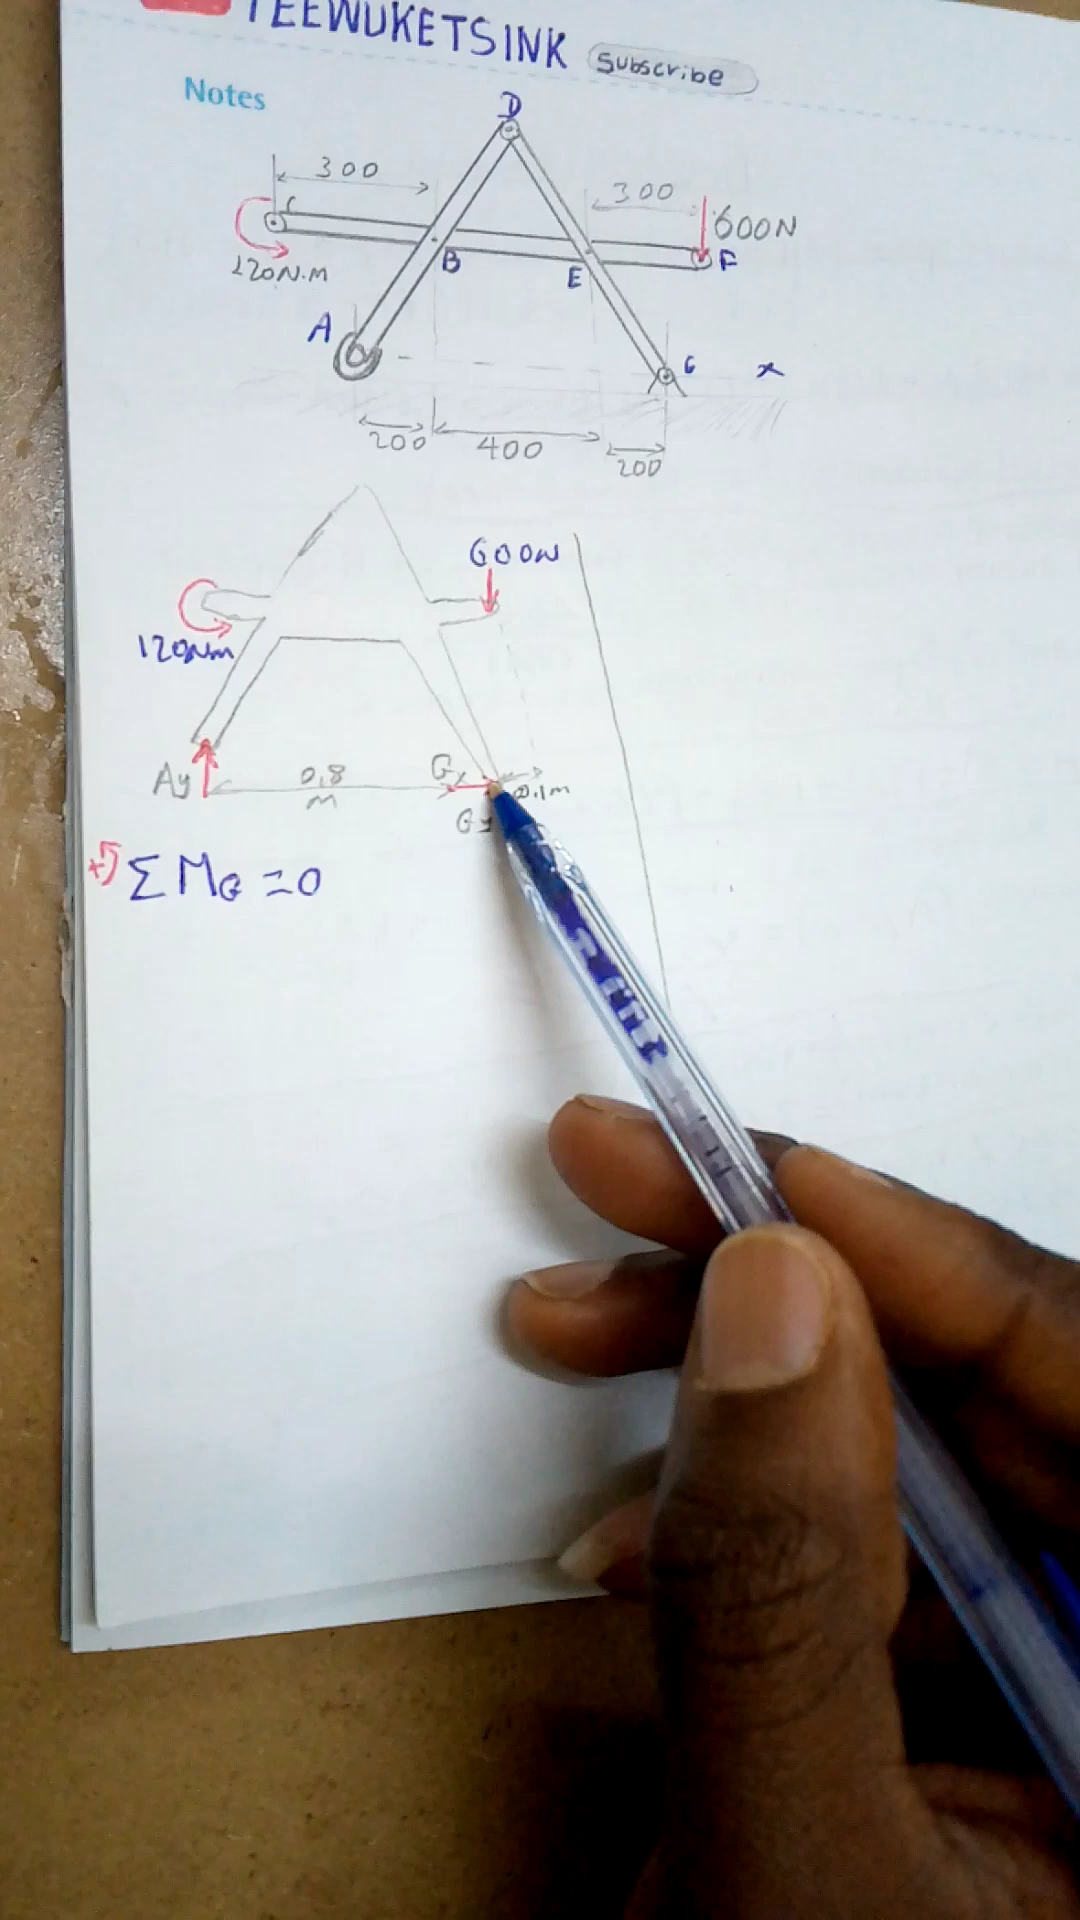 TEEWUKETSINK
Subscribe
Notes
D
300
300
C
600N
120N.M
B
E
F
A
G
x
200
400
200
600N
120Nm
Ay
0,8
m
Gx
0.1m
Gy
+ΣMG=0